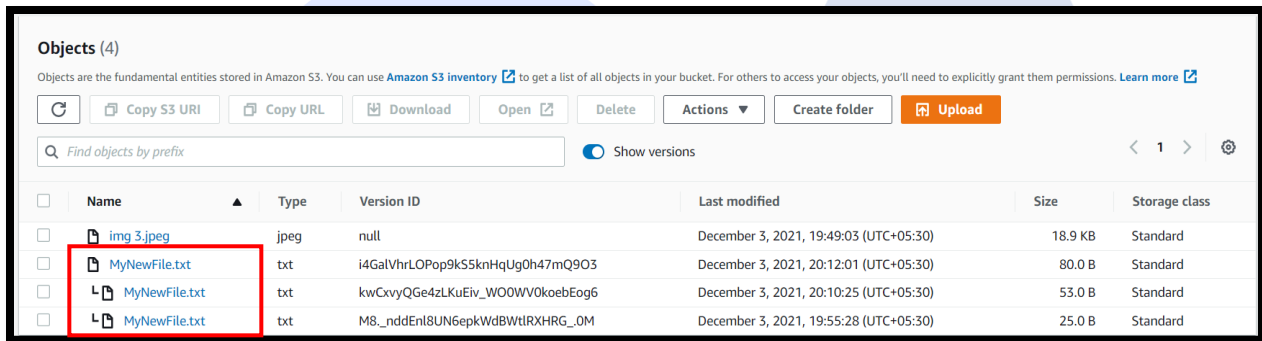 Objects (4)
Objects are the fundamental entities stored in Amazon S3. You can use Amazon S3 inventory to get a list of all objects in your bucket. For others to access your objects, you'll need to explicitly grant them permissions. Learn more
Copy S3 URI Copy URL Download Open Delete Actions Create folder Upload
Find objects by prefix Show versions 1
Name Type Version ID Last modified Size Storage class
img 3.jpeg jpeg null December 3, 2021, 19:49:03 (UTC+05:30) 18.9 KB Standard
MyNewFile.txt txt i4GalVhrLOPop9kS5knHqUg0h47mQ9O3 December 3, 2021, 20:12:01 (UTC+05:30) 80.0 B Standard
MyNewFile.txt txt kwCxvyQGe4zLKuEiv_WO0WV0koebEog6 December 3, 2021, 20:10:25 (UTC+05:30) 53.0 B Standard
MyNewFile.txt txt M8._nddEnl8UN6epkWdBWtlRXHRG_.0M December 3, 2021, 19:55:28 (UTC+05:30) 25.0 B Standard